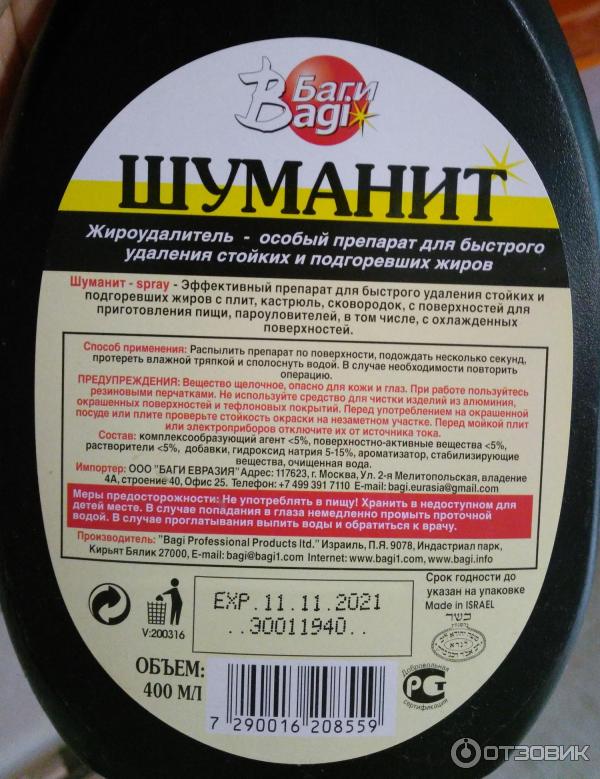 Баги
Bagi
ШУМАНИТ
Жироудалитель - особый препарат для быстрого
удаления стойких и подгоревших жиров
Шуманит - spray - Эффективный препарат для быстрого удаления стойких и
подгоревших жиров с плит, кастрюль, сковородок, с поверхностей для
приготовления пищи, пароуловителей, в том числе, с охлажденных
поверхностей.
Способ применения: Распылить препарат по поверхности, подождать несколько секунд,
протереть влажной тряпкой и сполоснуть водой. В случае необходимости повторить
операцию.
ПРЕДУПРЕЖДЕНИЯ: Вещество щелочное, опасно для кожи и глаз. При работе пользуйтесь
резиновыми перчатками. Не используйте средство для чистки изделий из алюминия,
окрашенных поверхностей и тефлоновых покрытий. Перед употреблением на окрашенной
посуде или плите проверьте стойкость окраски на незаметном участке. Перед мойкой плит
или электроприборов отключите их от источника тока.
Состав: комплексообразующий агент <5%, поверхностно-активные вещества <5%,
растворители <5%, добавки, гидроксид натрия 5-15%, ароматизатор, стабилизирующие
вещества, очищенная вода.
Импортер: ООО "БАГИ ЕВРАЗИЯ" Адрес: 117623, г. Москва, Ул. 2-я Мелитопольская, владение
4А, строение 40, Офис 25. Телефон: +7 499 391 7110 E-mail: bagi.eurasia@gmail.com
Меры предосторожности: Не употреблять в пищу! Хранить в недоступном для
детей месте. В случае попадания в глаза немедленно промыть проточной
водой. В случае проглатывания выпить воды и обратиться к врачу.
Производитель: "Bagi Professional Products ltd." Израиль, П.Я. 9078, Индастриал парк,
Кирьят Бялик 27000, E-mail: bagi@bagi1.com Internet: www.bagi1.com, www.bagi.info
V:200316
EXP.11.11.2021
..30011940..
Срок годности до
указан на упаковке
Made in ISRAEL
כשר
ОБЪЕМ:
400 МЛ
7 290016 208559
Добровольная
РСТ
сертификация
ОТЗОВИК